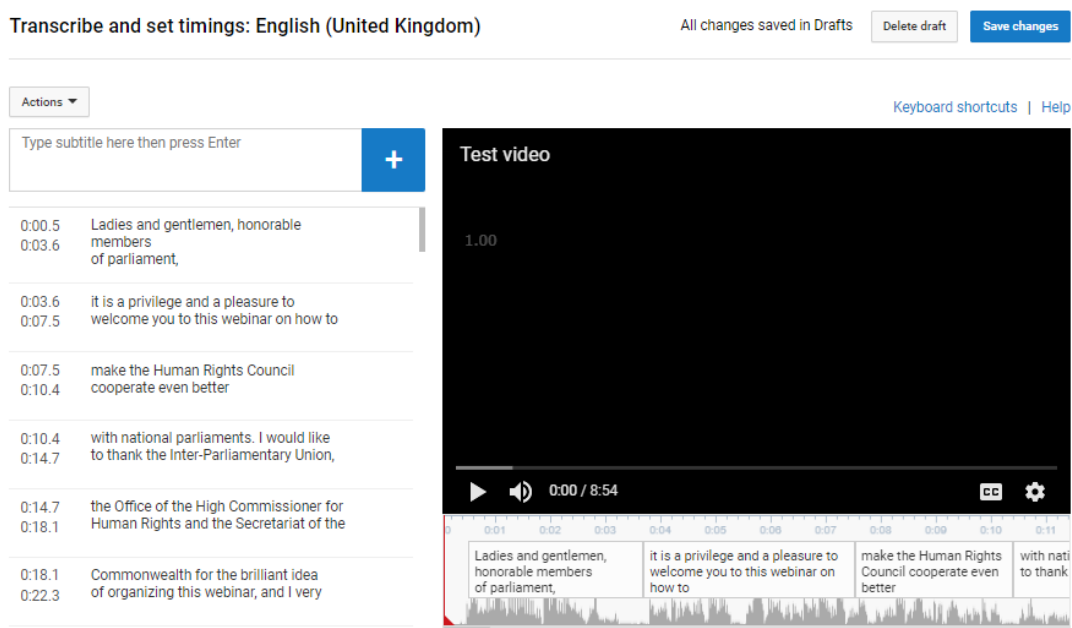 Transcribe and set timings: English (United Kingdom)
All changes saved in Drafts
Delete draft
Save changes
Actions
Keyboard shortcuts | Help
Type subtitle here then press Enter
+
0:00.5
0:03.6
Ladies and gentlemen, honorable
members
of parliament,
0:03.6
0:07.5
it is a privilege and a pleasure to
welcome you to this webinar on how to
0:07.5
0:10.4
make the Human Rights Council
cooperate even better
0:10.4
0:14.7
with national parliaments. I would like
to thank the Inter-Parliamentary Union,
0:14.7
0:18.1
the Office of the High Commissioner for
Human Rights and the Secretariat of the
0:18.1
0:22.3
Commonwealth for the brilliant idea
of organizing this webinar, and I very
Test video
1.00
0:00 / 8:54
CC
0 0:01 0:02 0:03 0:04 0:05 0:06 0:07 0:08 0:09 0:10 0:11
Ladies and gentlemen,
honorable members
of parliament,
it is a privilege and a pleasure to
welcome you to this webinar on
how to
make the Human Rights
Council cooperate even
better
with nati
to thank